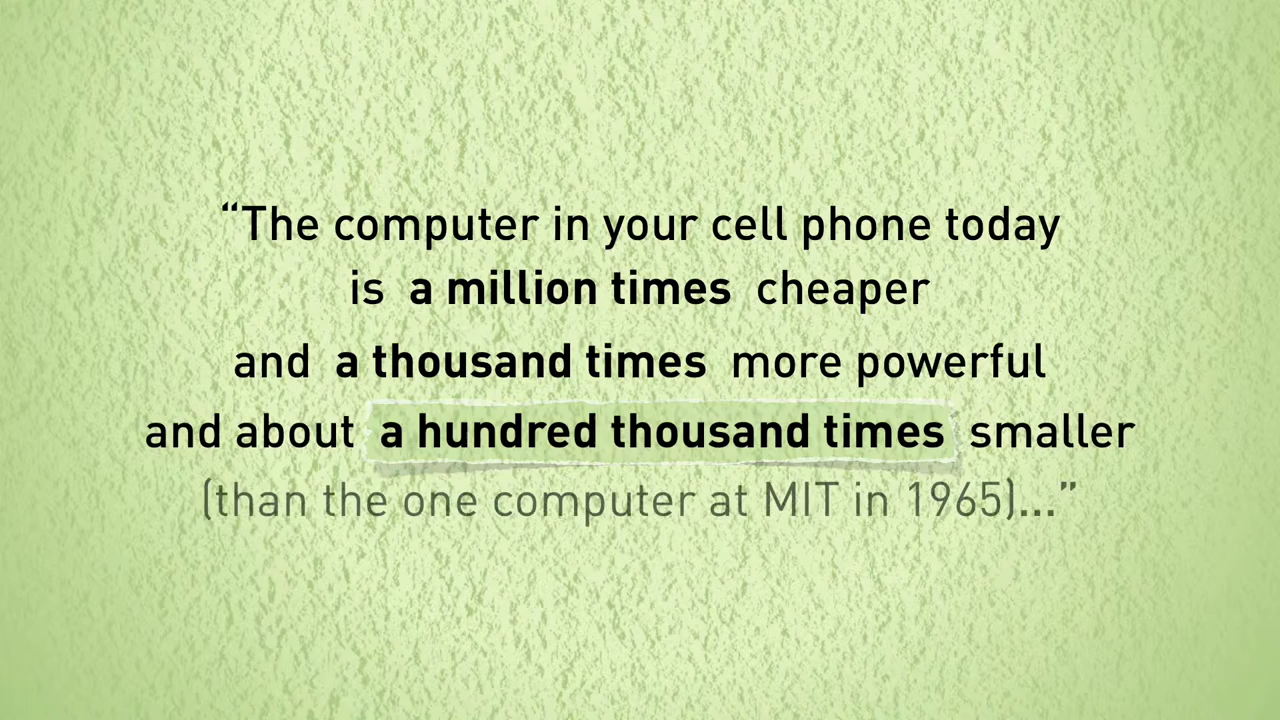 “The computer in your cell phone today
is a million times cheaper
and a thousand times more powerful
and about a hundred thousand times smaller
(than the one computer at MIT in 1965)...”